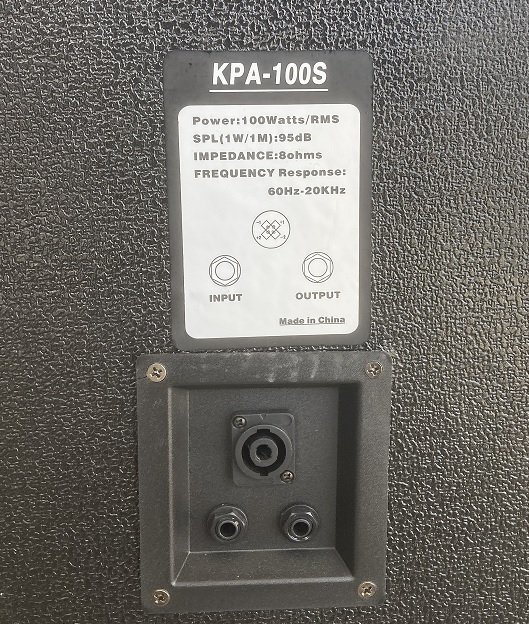 KPA-100S
Power:100Watts/RMS
SPL(1W/1M):95dB
IMPEDANCE:8ohms
FREQUENCY Response:
60Hz-20KHz
INPUT
OUTPUT
Made in China